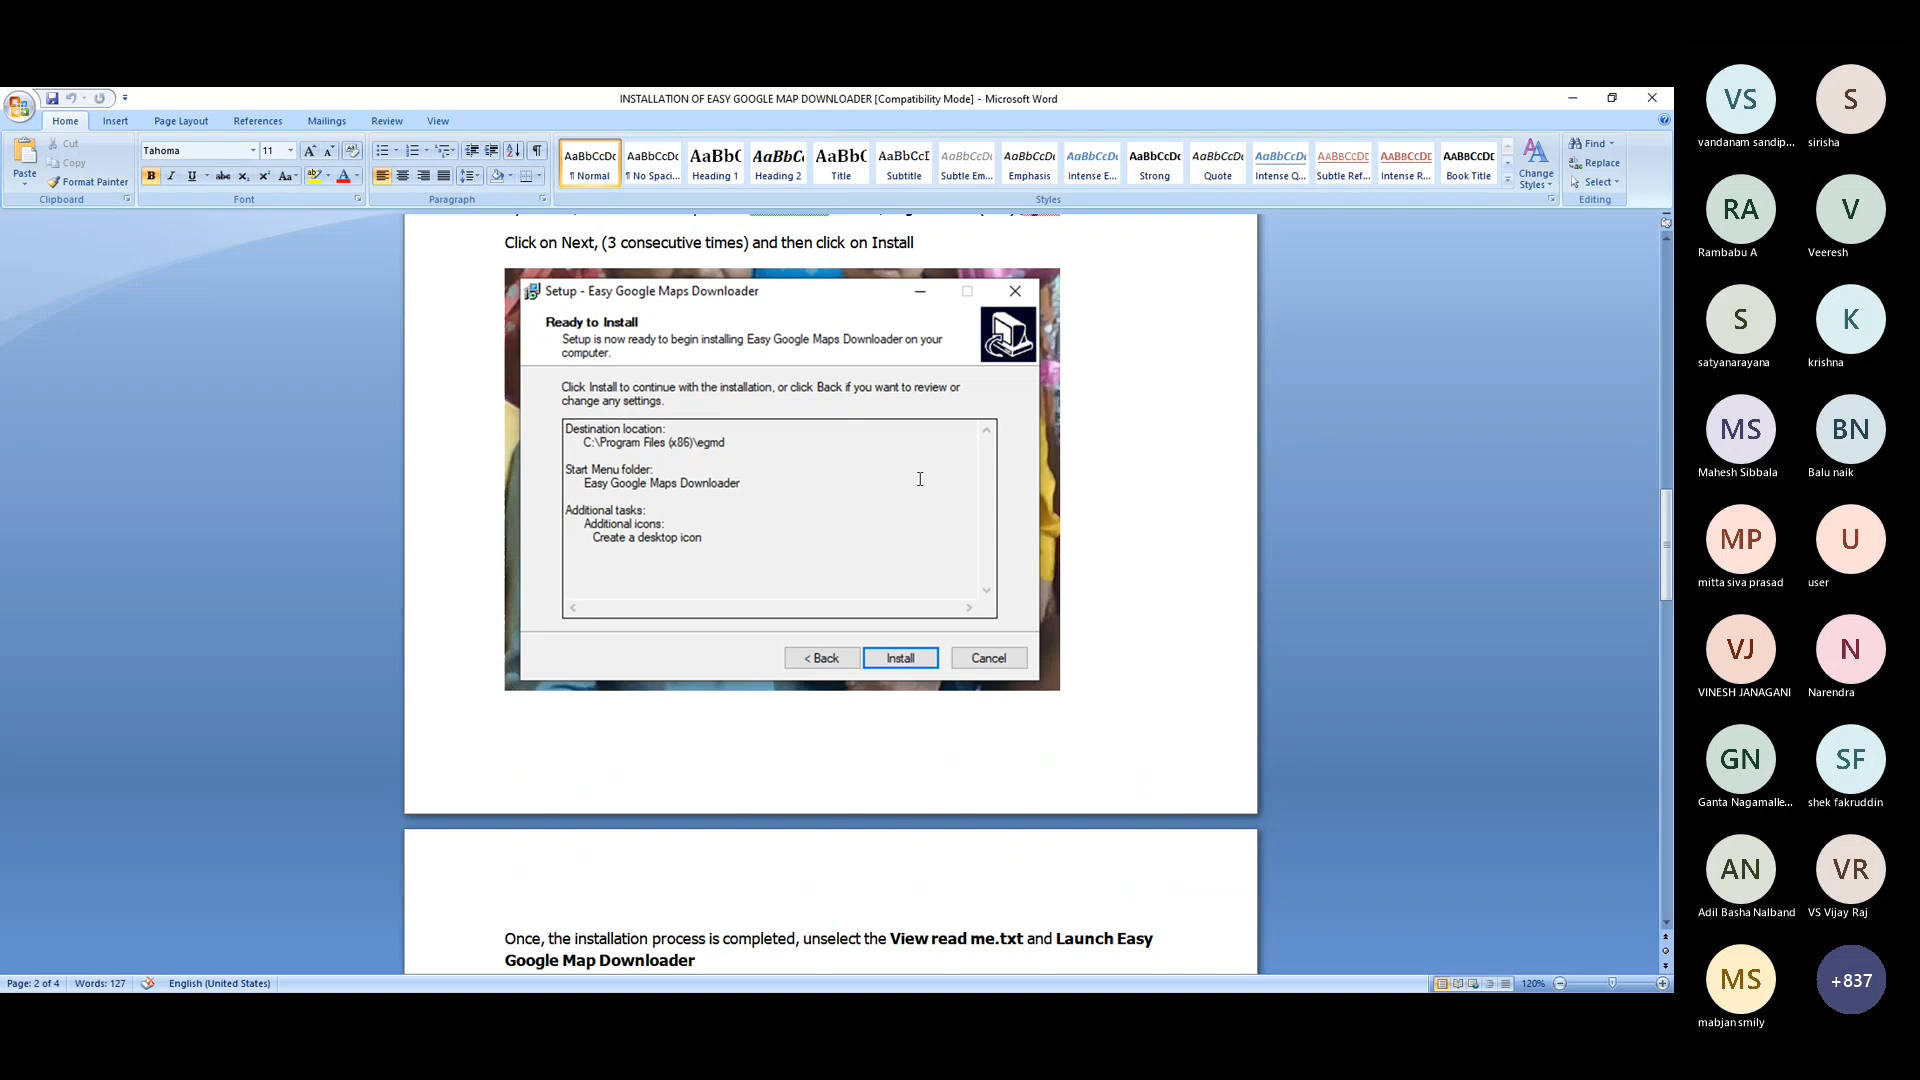 INSTALLATION OF EASY GOOGLE MAP DOWNLOADER [Compatibility Mode] - Microsoft Word
Home Insert Page Layout References Mailings Review View
Paste
Cut
Copy
Format Painter
Clipboard
Tahoma 11
Font
Paragraph
AaBbCcDc AaBbCcDc AaBbC AaBbC AaBbC AaBbCcI AaBbCcDc AaBbCcDc AaBbCcDc AaBbCcDc AaBbCcDc AaBbCcDc AABBCCDE AABBCCDE AABBCCDE
¶ Normal ¶ No Spaci... Heading 1 Heading 2 Title Subtitle Subtle Em... Emphasis Intense E... Strong Quote Intense Q... Subtle Ref... Intense R... Book Title
Change Styles
Styles
Find
Replace
Select
Editing
Click on Next, (3 consecutive times) and then click on Install
Setup - Easy Google Maps Downloader
Ready to Install
Setup is now ready to begin installing Easy Google Maps Downloader on your
computer.
Click Install to continue with the installation, or click Back if you want to review or
change any settings.
Destination location:
C:\Program Files (x86)\egmd
Start Menu folder:
Easy Google Maps Downloader
Additional tasks:
Additional icons:
Create a desktop icon
< Back Install Cancel
Once, the installation process is completed, unselect the View read me.txt and Launch Easy
Google Map Downloader
Page: 2 of 4 Words: 127 English (United States) 120%
VS S
vandanam sandip... sirisha
RA V
Rambabu A Veeresh
S K
satyanarayana krishna
MS BN
Mahesh Sibbala Balu naik
MP U
mitta siva prasad user
VJ N
VINESH JANAGANI Narendra
GN SF
Ganta Nagamalle... shek fakruddin
AN VR
Adil Basha Nalband VS Vijay Raj
MS +837
mabjan smily